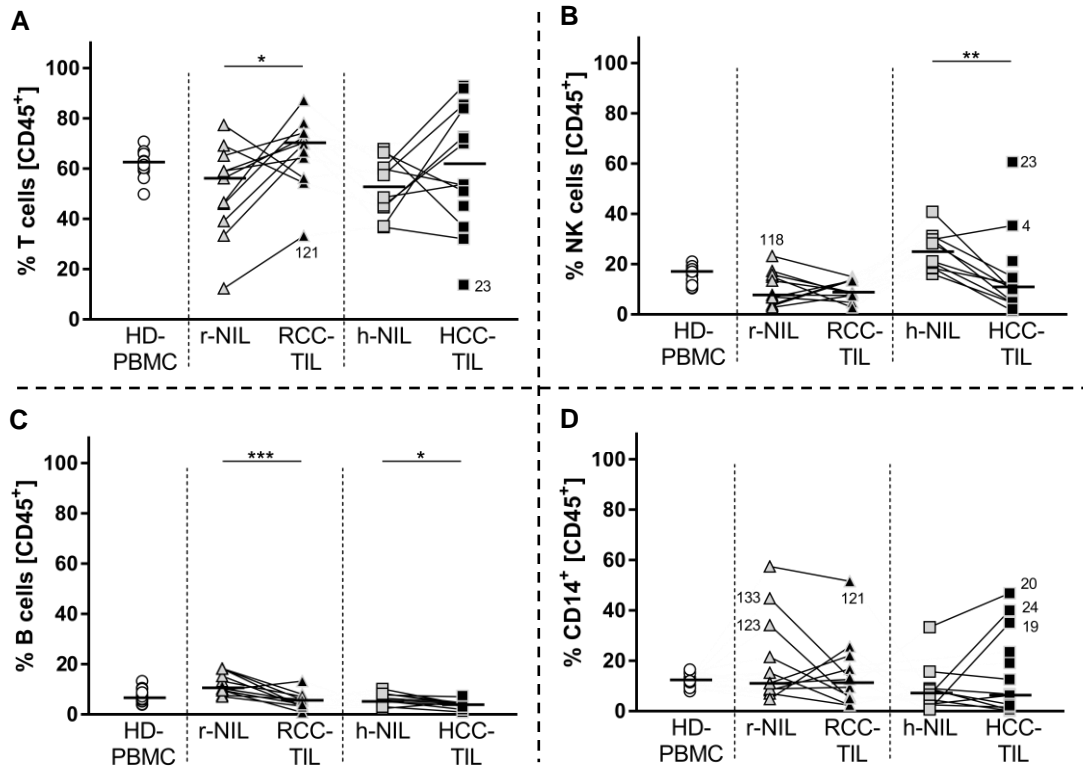 A
% T cells [CD45+]
100
80
60
40
20
0
*
121
23
HD-
PBMC
r-NIL
RCC-
TIL
h-NIL
HCC-
TIL
B
% NK cells [CD45+]
100
80
60
40
20
0
**
118
23
4
HD-
PBMC
r-NIL
RCC-
TIL
h-NIL
HCC-
TIL
C
% B cells [CD45+]
100
80
60
40
20
0
***
*
HD-
PBMC
r-NIL
RCC-
TIL
h-NIL
HCC-
TIL
D
% CD14+ [CD45+]
100
80
60
40
20
0
133
123
121
20
24
19
HD-
PBMC
r-NIL
RCC-
TIL
h-NIL
HCC-
TIL